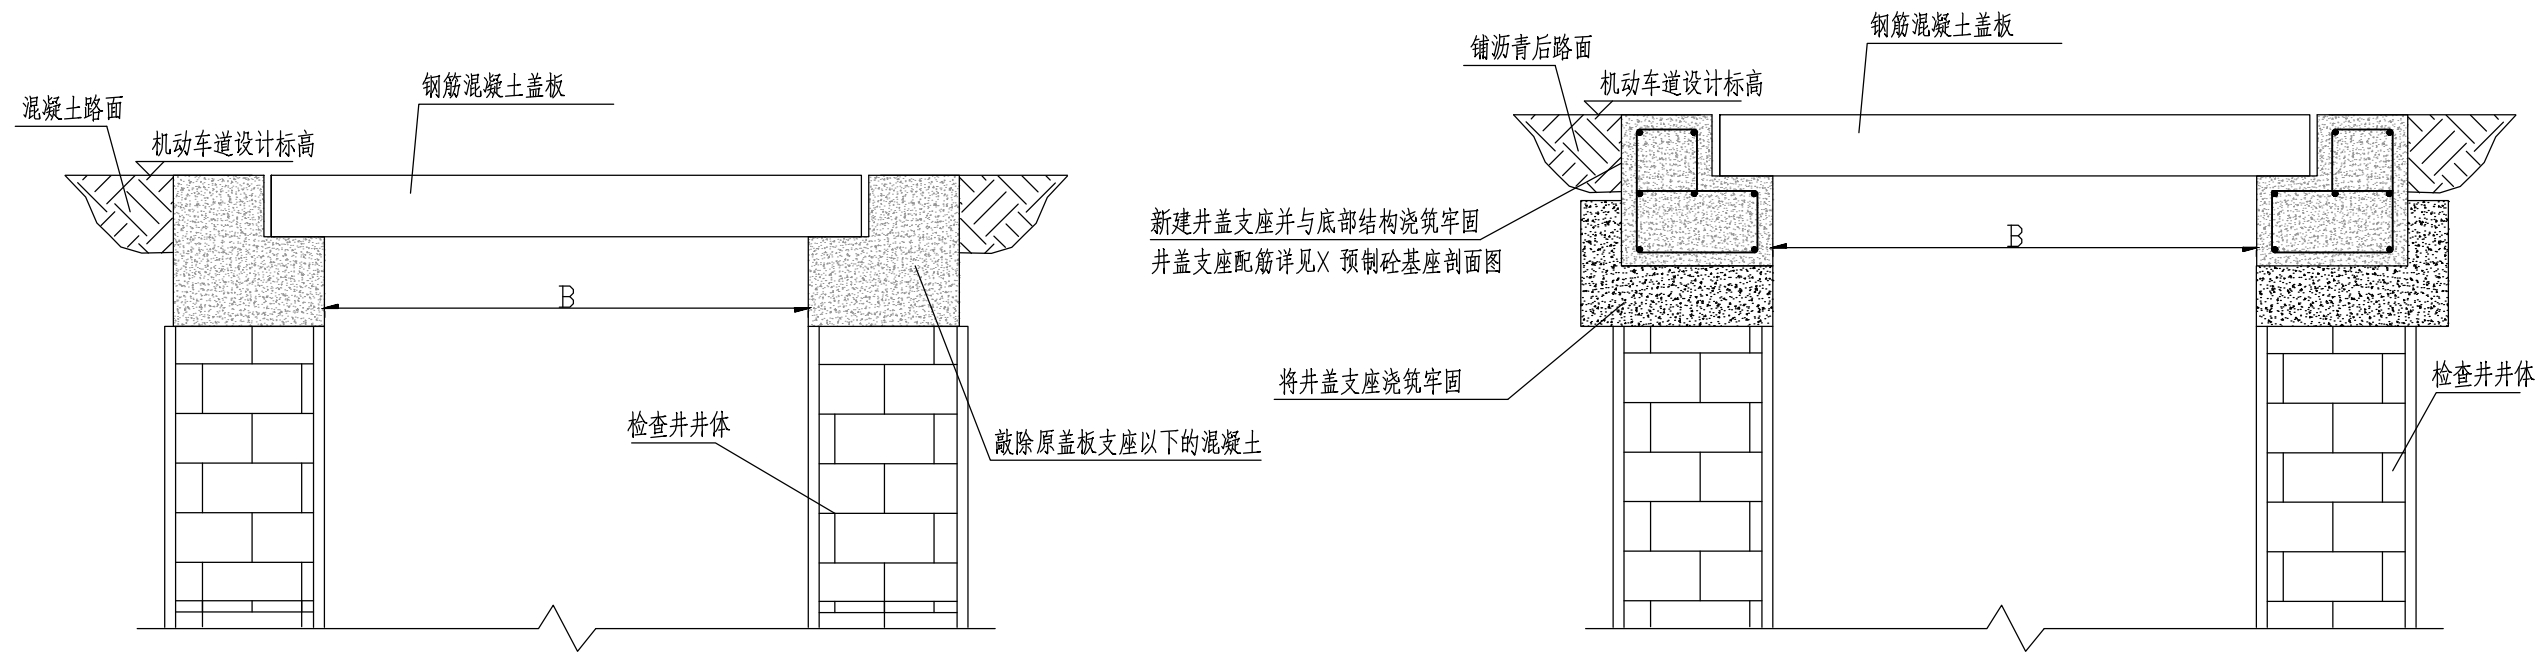 混凝土路面
机动车道设计标高
钢筋混凝土盖板
B
检查井井体
敲除原盖板支座以下的混凝土
铺沥青后路面
机动车道设计标高
钢筋混凝土盖板
新建井盖支座并与底部结构浇筑牢固
井盖支座配筋详见X 预制砼基座剖面图
B
将井盖支座浇筑牢固
检查井井体